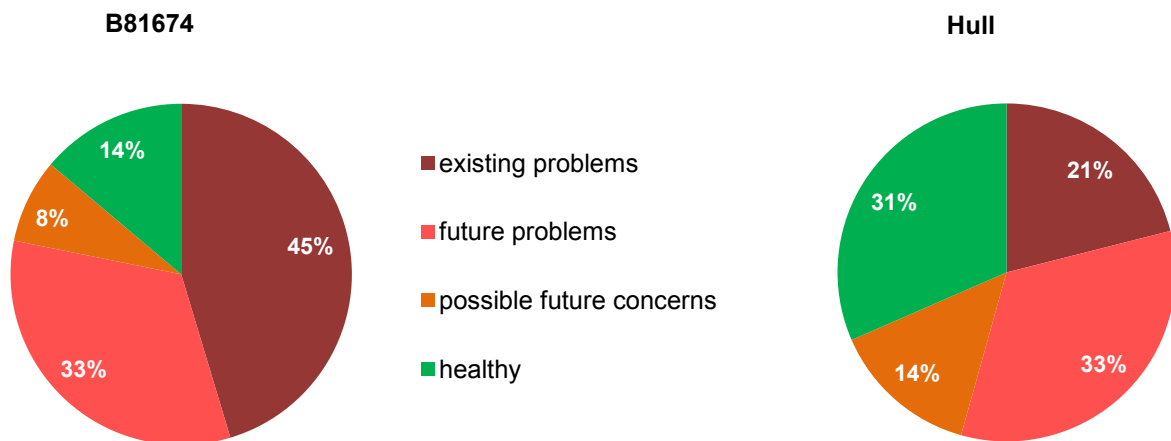 B81674
Hull
14%
8%
45%
33%
existing problems
future problems
possible future concerns
healthy
21%
31%
14%
33%